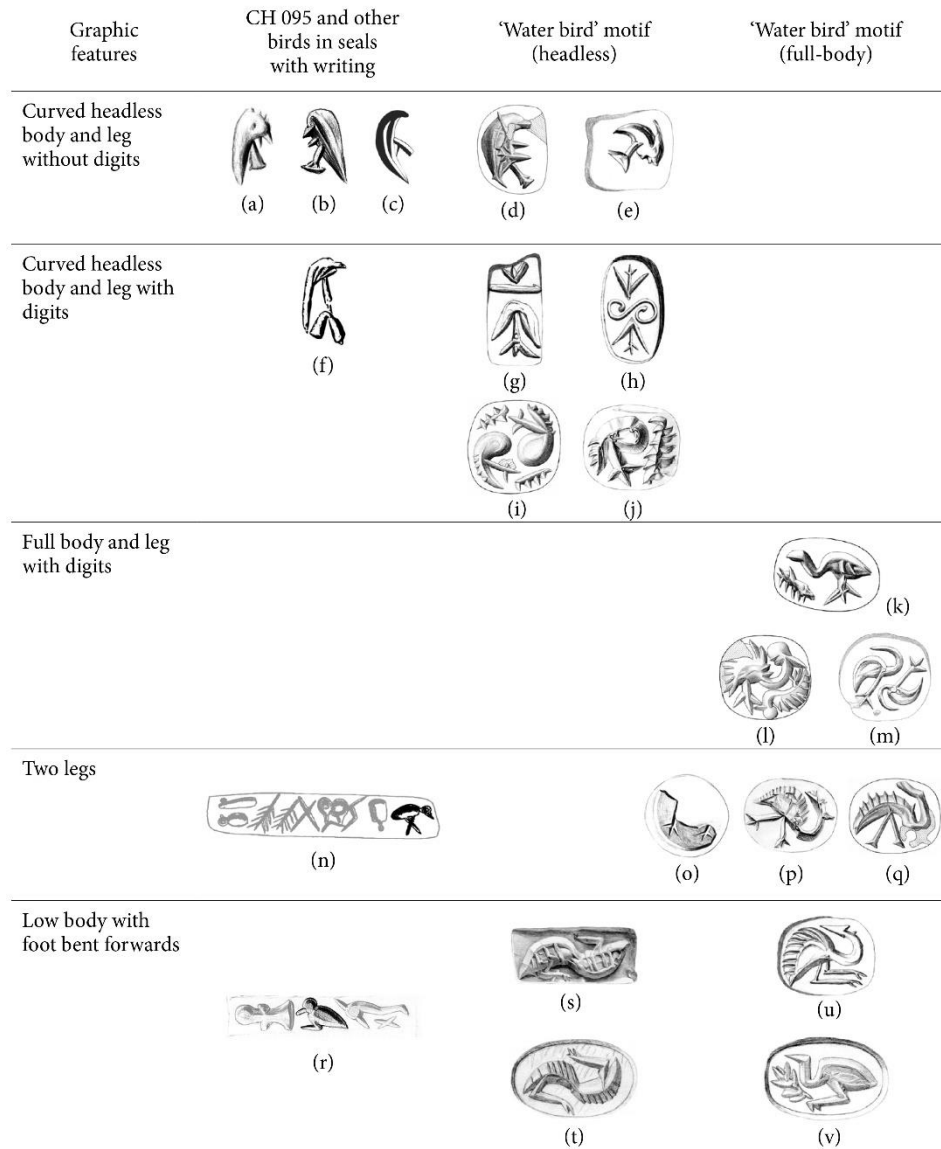 Graphic
features
CH 095 and other
birds in seals
with writing
‘Water bird’ motif
(headless)
‘Water bird’ motif
(full-body)
Curved headless
body and leg
without digits
(a) (b) (c) (d) (e)
Curved headless
body and leg with
digits
(f) (g) (h)
(i) (j)
Full body and leg
with digits
(k)
(l) (m)
Two legs
(n) (o) (p) (q)
Low body with
foot bent forwards
(s) (u)
(r)
(t) (v)